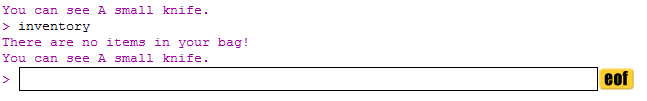 You can see A small knife.
> inventory
There are no items in your bag!
You can see A small knife.
> eof